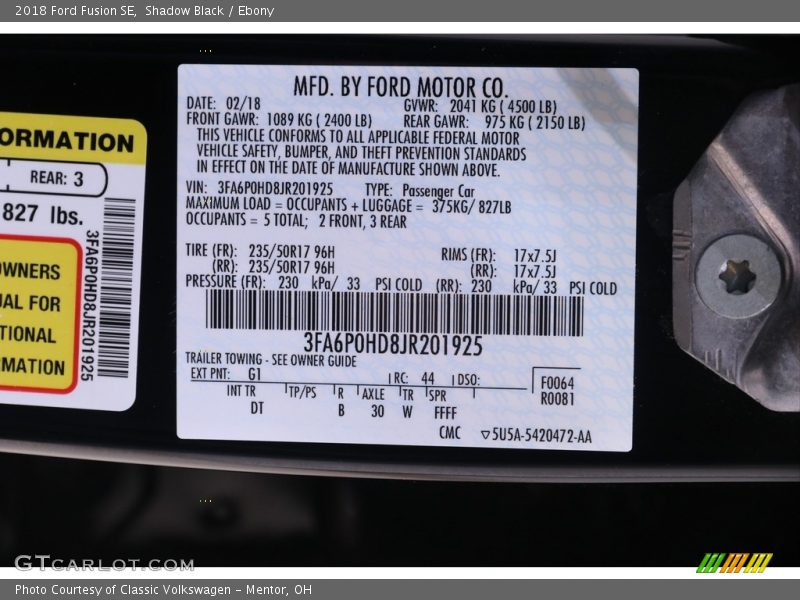 2018 Ford Fusion SE, Shadow Black / Ebony
ORMATION
REAR: 3
827 lbs.
OWNERS
UAL FOR
TIONAL
RMATION
3FA6P0HD8JR201925
MFD. BY FORD MOTOR CO.
DATE: 02/18 GVWR: 2041 KG ( 4500 LB)
FRONT GAWR: 1089 KG ( 2400 LB) REAR GAWR: 975 KG ( 2150 LB)
THIS VEHICLE CONFORMS TO ALL APPLICABLE FEDERAL MOTOR
VEHICLE SAFETY, BUMPER, AND THEFT PREVENTION STANDARDS
IN EFFECT ON THE DATE OF MANUFACTURE SHOWN ABOVE.
VIN: 3FA6P0HD8JR201925 TYPE: Passenger Car
MAXIMUM LOAD = OCCUPANTS + LUGGAGE = 375KG/ 827LB
OCCUPANTS = 5 TOTAL; 2 FRONT, 3 REAR
TIRE (FR): 235/50R17 96H RIMS (FR): 17x7.5J
(RR): 235/50R17 96H (RR): 17x7.5J
PRESSURE (FR): 230 kPa/ 33 PSI COLD (RR): 230 kPa/ 33 PSI COLD
3FA6P0HD8JR201925
TRAILER TOWING - SEE OWNER GUIDE
EXT PNT: G1 RC: 44 DSO: F0064
R0081
INT TR TP/PS R AXLE TR SPR
DT B 30 W FFFF
CMC ▽5U5A-5420472-AA
GTCARLOT.COM
Photo Courtesy of Classic Volkswagen - Mentor, OH